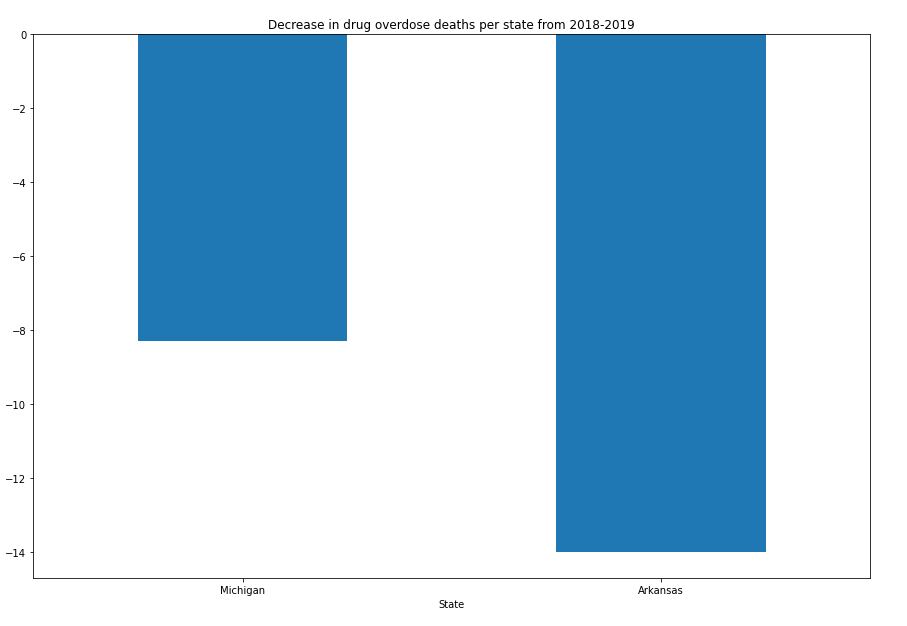 Decrease in drug overdose deaths per state from 2018-2019
0
−2
−4
−6
−8
−10
−12
−14
Michigan
Arkansas
State